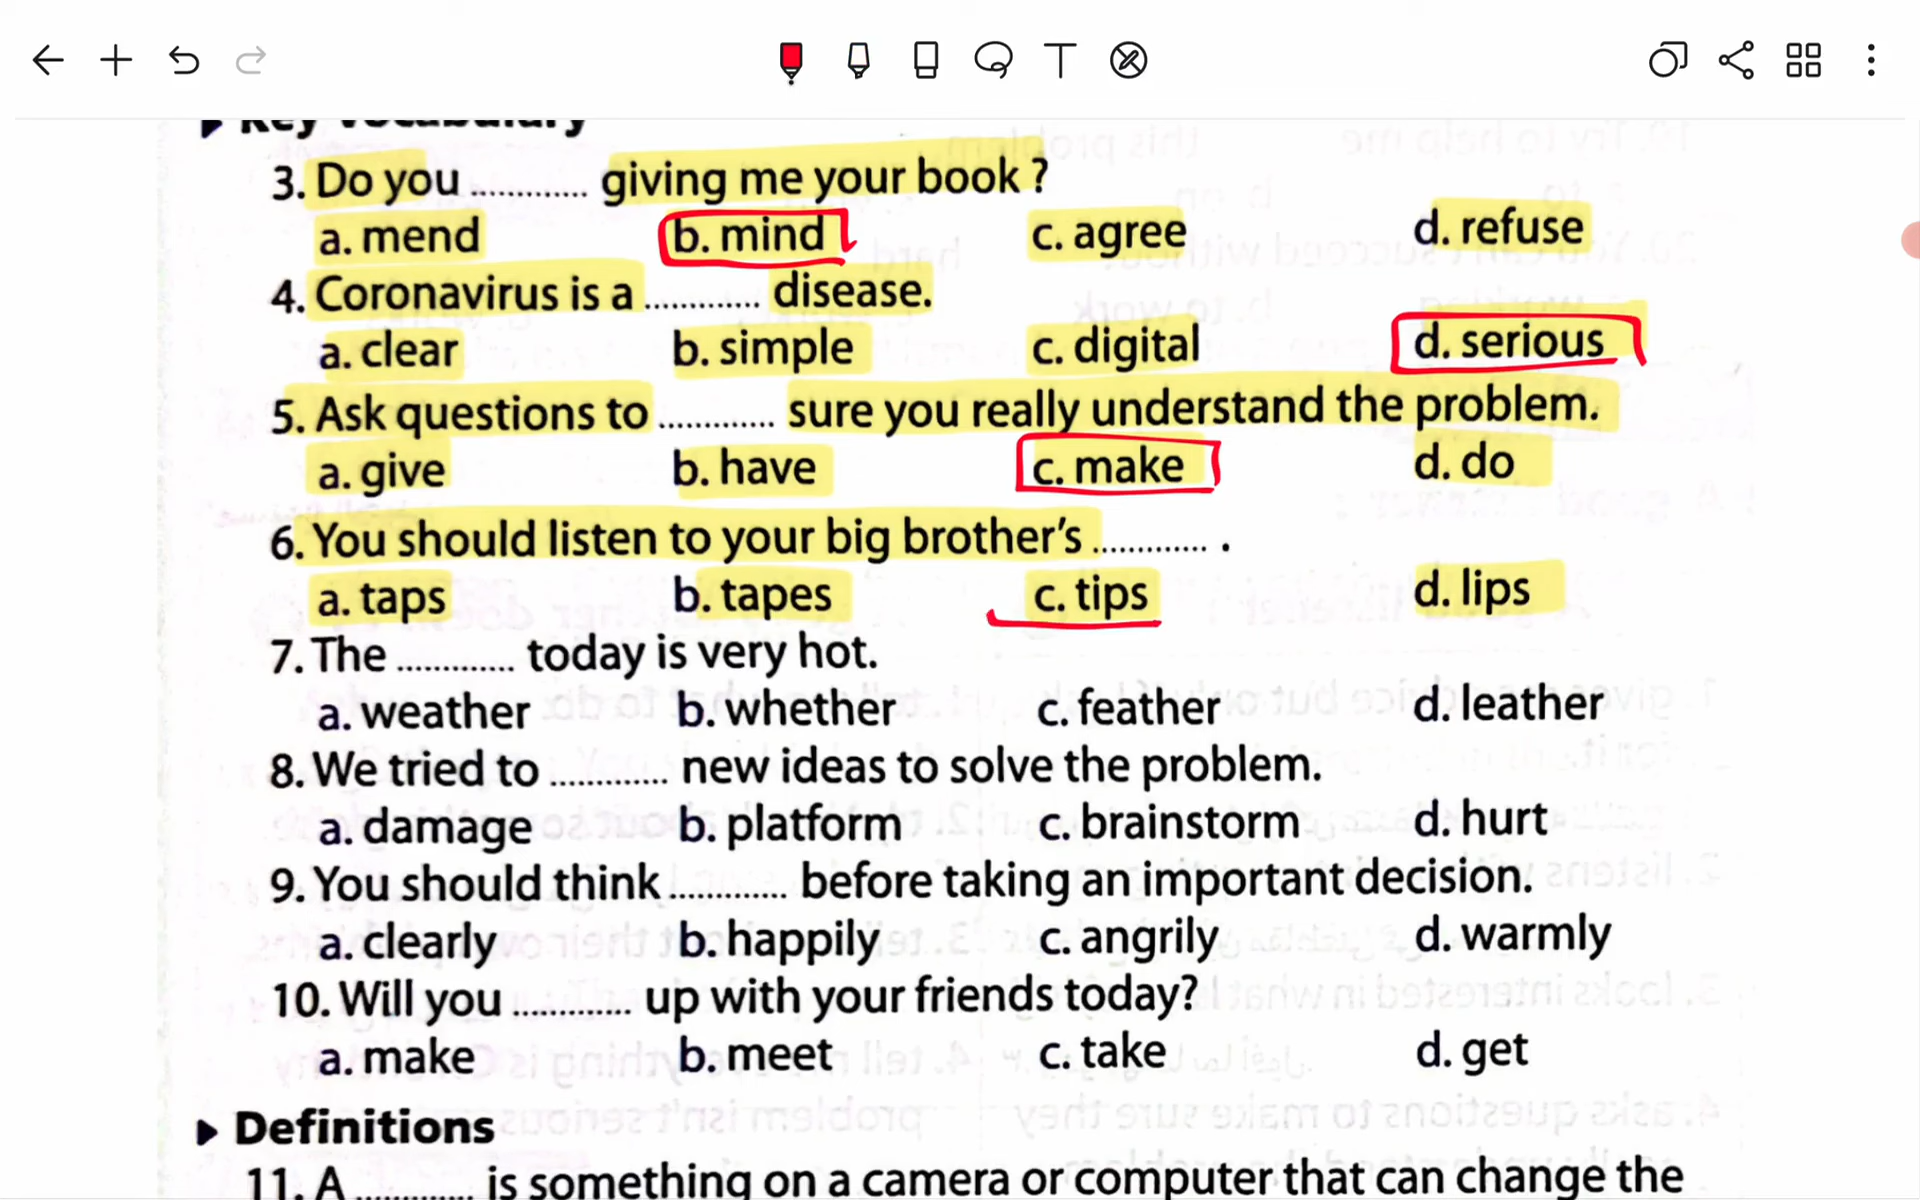 Key Vocabulary
3. Do you ............ giving me your book ?
a. mend b. mind c. agree d. refuse
4. Coronavirus is a ............ disease.
a. clear b. simple c. digital d. serious
5. Ask questions to ............ sure you really understand the problem.
a. give b. have c. make d. do
6. You should listen to your big brother's ............ .
a. taps b. tapes c. tips d. lips
7. The ............ today is very hot.
a. weather b. whether c. feather d. leather
8. We tried to ............ new ideas to solve the problem.
a. damage b. platform c. brainstorm d. hurt
9. You should think ............ before taking an important decision.
a. clearly b. happily c. angrily d. warmly
10. Will you ............ up with your friends today?
a. make b. meet c. take d. get
Definitions
11. A ............ is something on a camera or computer that can change the